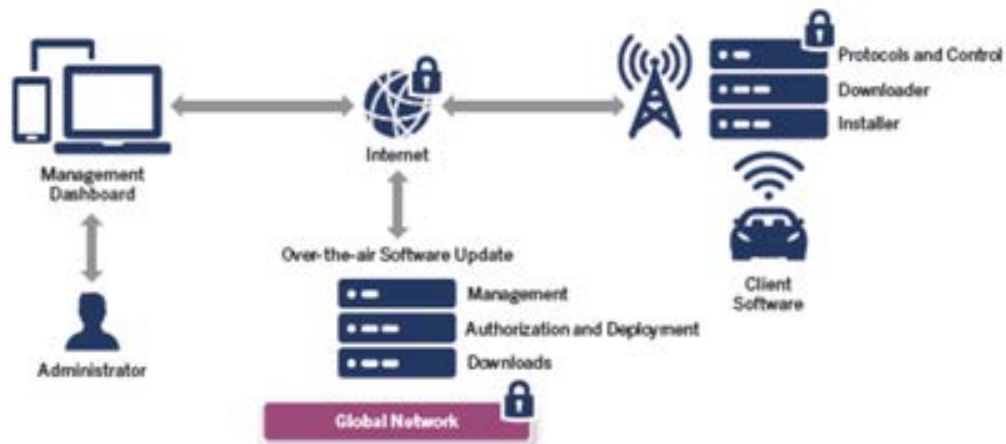 Protocols and Control
Downloader
Installer
Internet
Management
Dashboard
Over-the-air Software Update
Client
Software
Management
Authorization and Deployment
Downloads
Administrator
Global Network